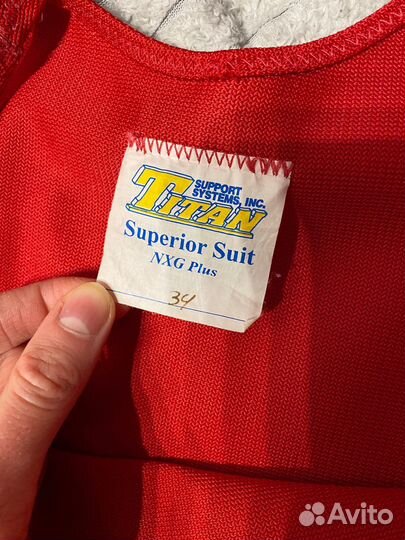 TITAN
SUPPORT
SYSTEMS, INC.
Superior Suit
NXG Plus
34
Avito